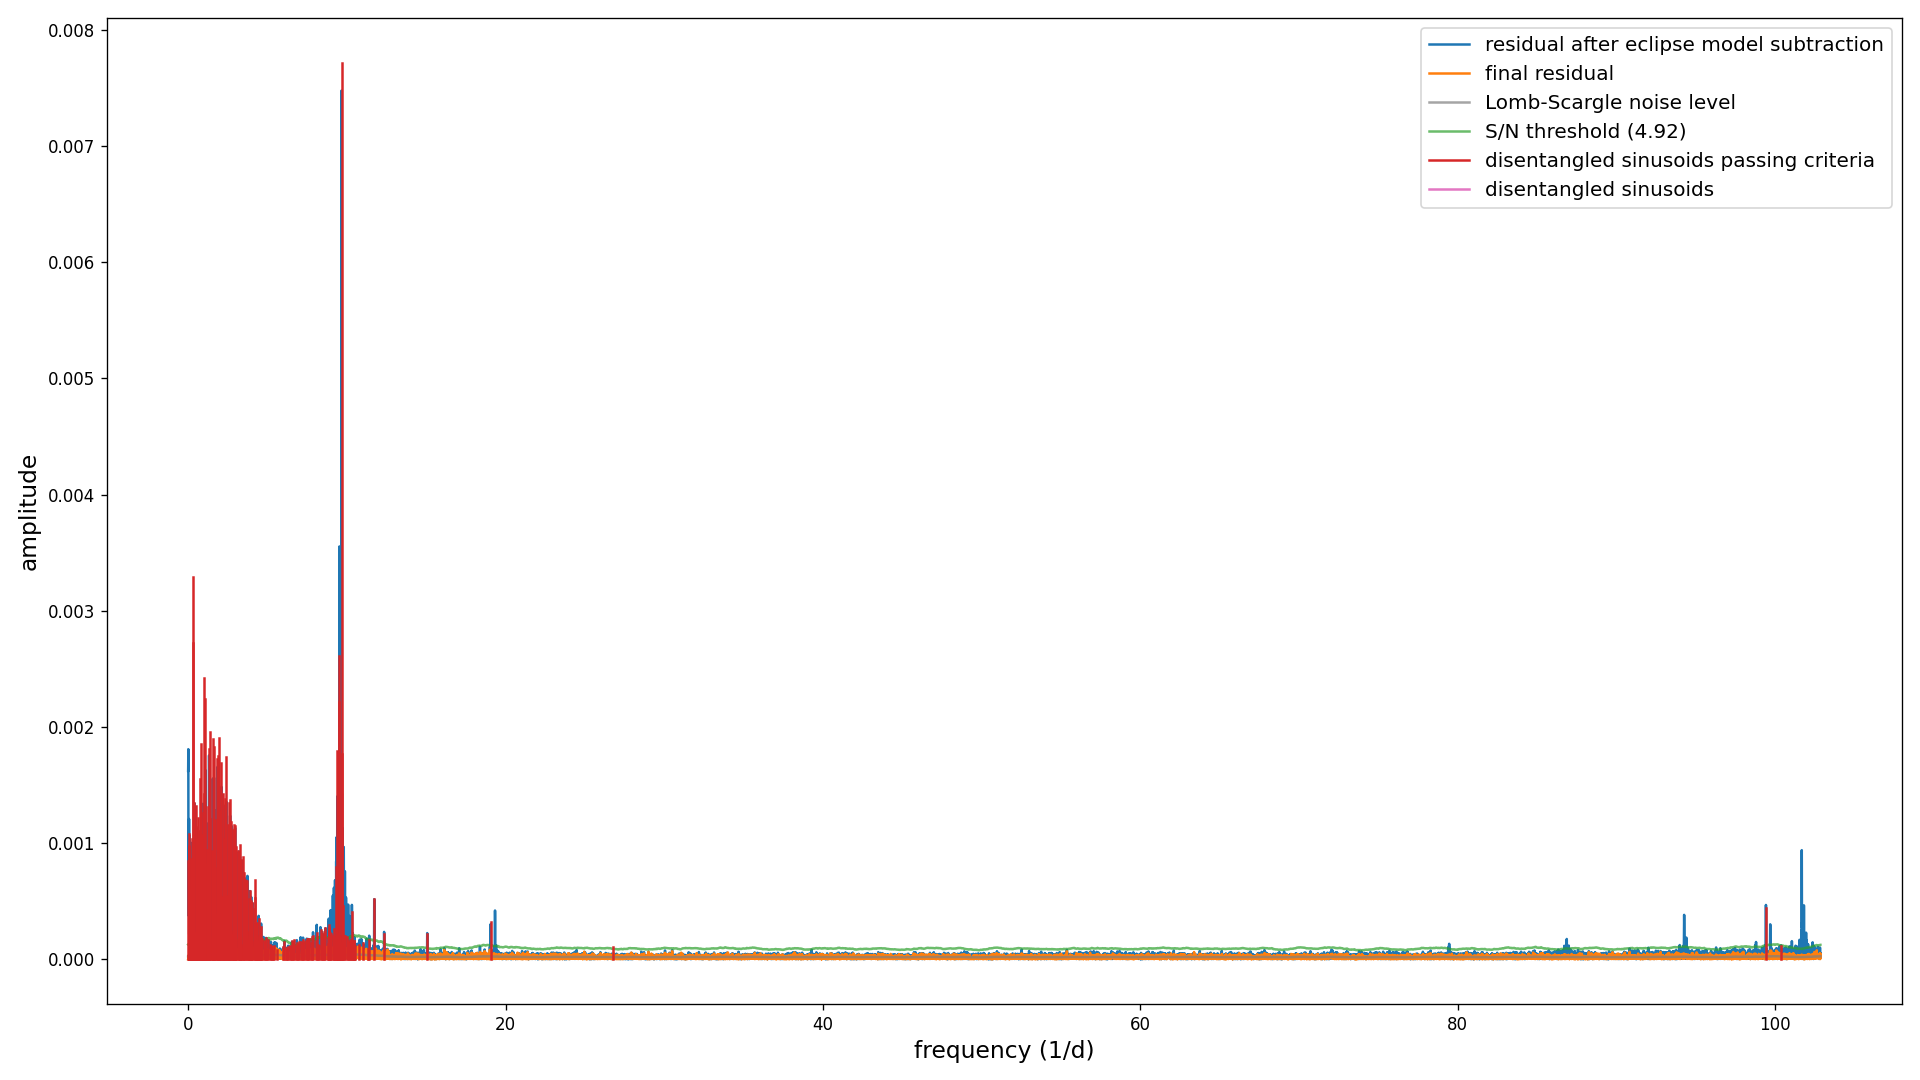 0.008
0.007
0.006
0.005
0.004
0.003
0.002
0.001
0.000
amplitude
0
20
40
60
80
100
frequency (1/d)
residual after eclipse model subtraction
final residual
Lomb-Scargle noise level
S/N threshold (4.92)
disentangled sinusoids passing criteria
disentangled sinusoids